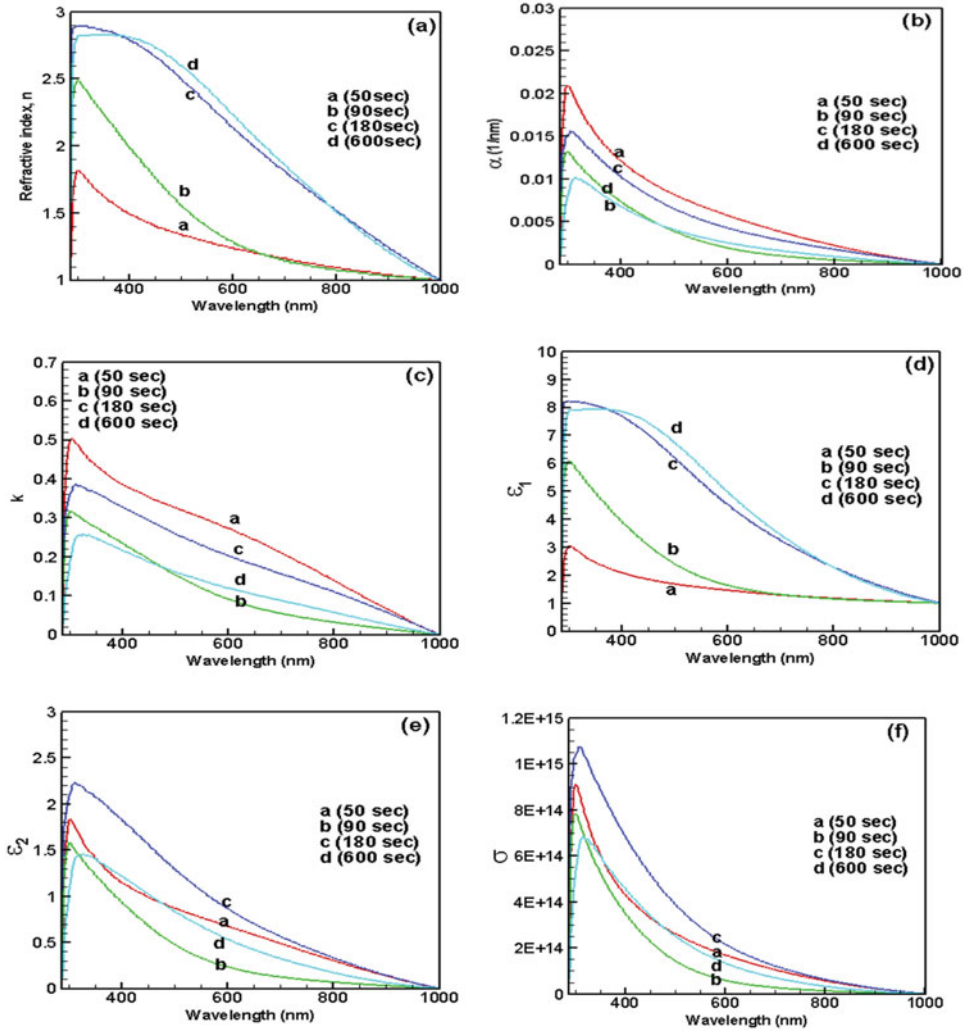 (a)
3
2.5
2
1.5
1
Refractive index, n
d
c
a (50sec)
b (90sec)
c (180sec)
d (600sec)
b
a
400
600
800
1000
Wavelength (nm)
(b)
0.03
0.025
0.02
0.015
0.01
0.005
0
α (1/nm)
a (50 sec)
b (90 sec)
c (180 sec)
d (600 sec)
a
c
d
b
400
600
800
1000
Wavelength (nm)
(c)
0.7
0.6
0.5
0.4
0.3
0.2
0.1
0
k
a (50 sec)
b (90 sec)
c (180 sec)
d (600 sec)
a
c
d
b
400
600
800
1000
Wavelength (nm)
(d)
10
9
8
7
6
5
4
3
2
1
0
ε1
d
c
a (50 sec)
b (90 sec)
c (180 sec)
d (600 sec)
b
a
400
600
800
1000
Wavelength (nm)
(e)
3
2.5
2
1.5
1
0.5
0
ε2
a (50 sec)
b (90 sec)
c (180 sec)
d (600 sec)
c
a
d
b
400
600
800
1000
Wavelength (nm)
(f)
1.2E+15
1E+15
8E+14
6E+14
4E+14
2E+14
0
σ
a (50 sec)
b (90 sec)
c (180 sec)
d (600 sec)
c
a
d
b
400
600
800
1000
Wavelength (nm)